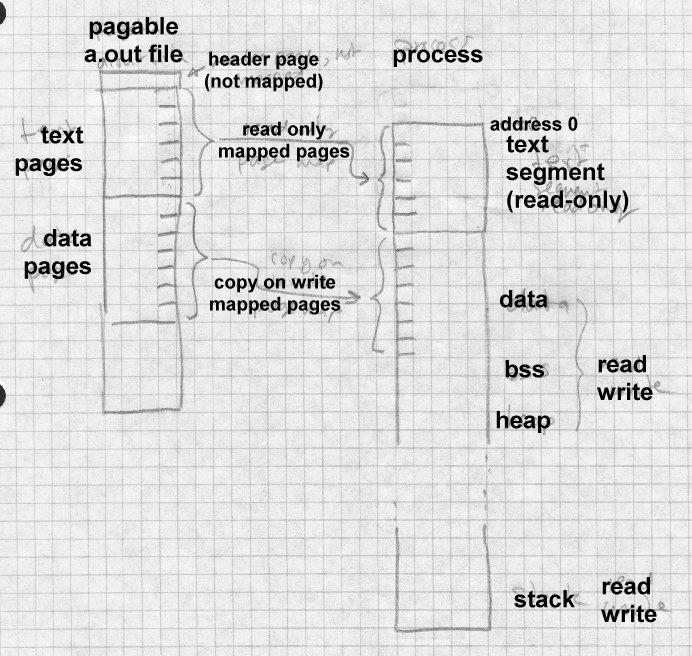 pagable
a.out file
header page
(not mapped)
process
text
pages
read only
mapped pages
address 0
text
segment
(read-only)
data
pages
copy on write
mapped pages
data
bss
heap
read
write
stack
read
write